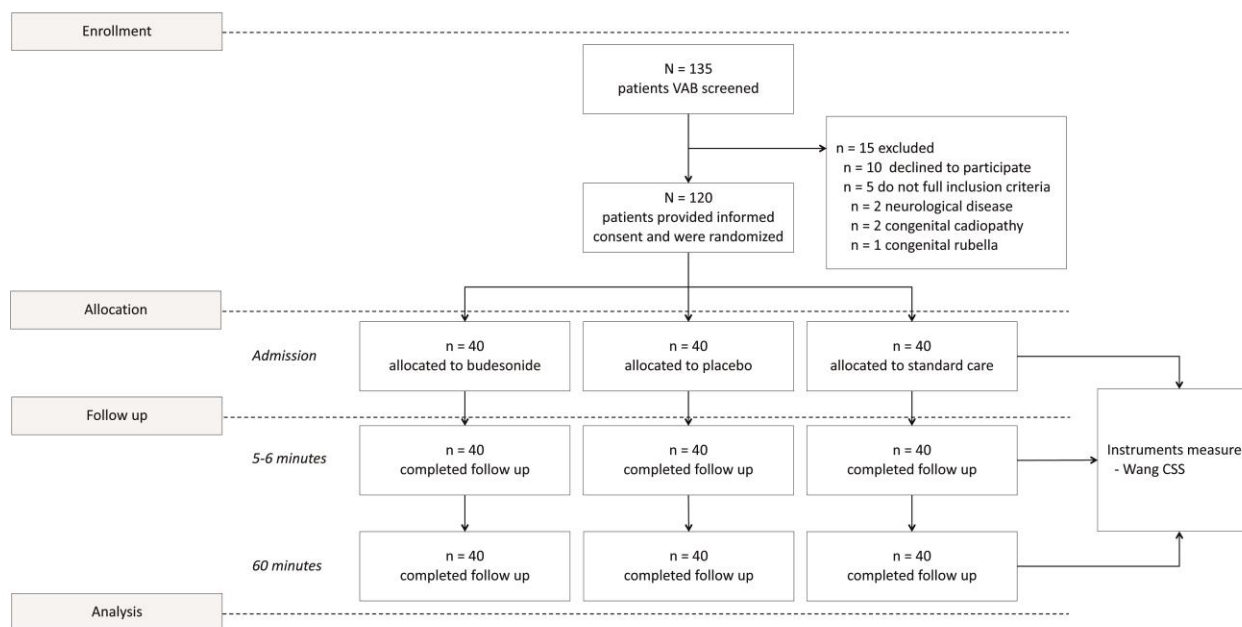 Enrollment
N = 135
patients VAB screened
n = 15 excluded
n = 10 declined to participate
n = 5 do not full inclusion criteria
n = 2 neurological disease
n = 2 congenital cadiopathy
n = 1 congenital rubella
N = 120
patients provided informed
consent and were randomized
Allocation
Admission
n = 40
allocated to budesonide
n = 40
allocated to placebo
n = 40
allocated to standard care
Follow up
5-6 minutes
n = 40
completed follow up
n = 40
completed follow up
n = 40
completed follow up
Instruments measure
- Wang CSS
60 minutes
n = 40
completed follow up
n = 40
completed follow up
n = 40
completed follow up
Analysis